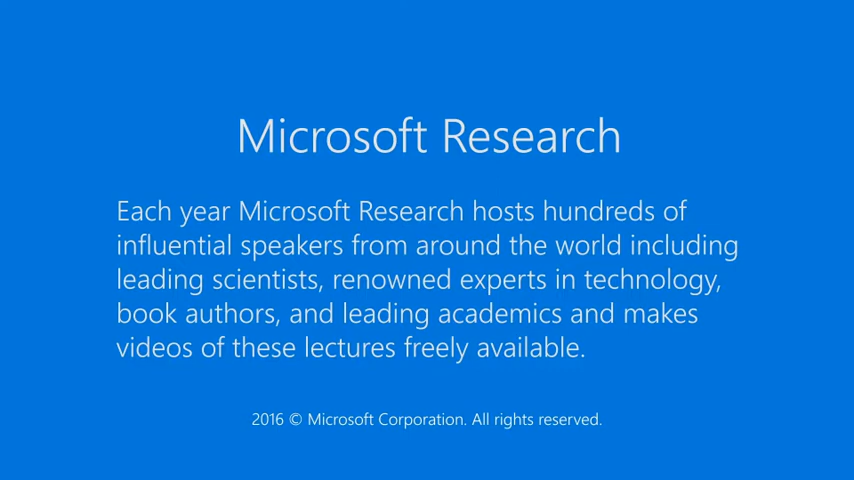 Microsoft Research
Each year Microsoft Research hosts hundreds of
influential speakers from around the world including
leading scientists, renowned experts in technology,
book authors, and leading academics and makes
videos of these lectures freely available.
2016 © Microsoft Corporation. All rights reserved.